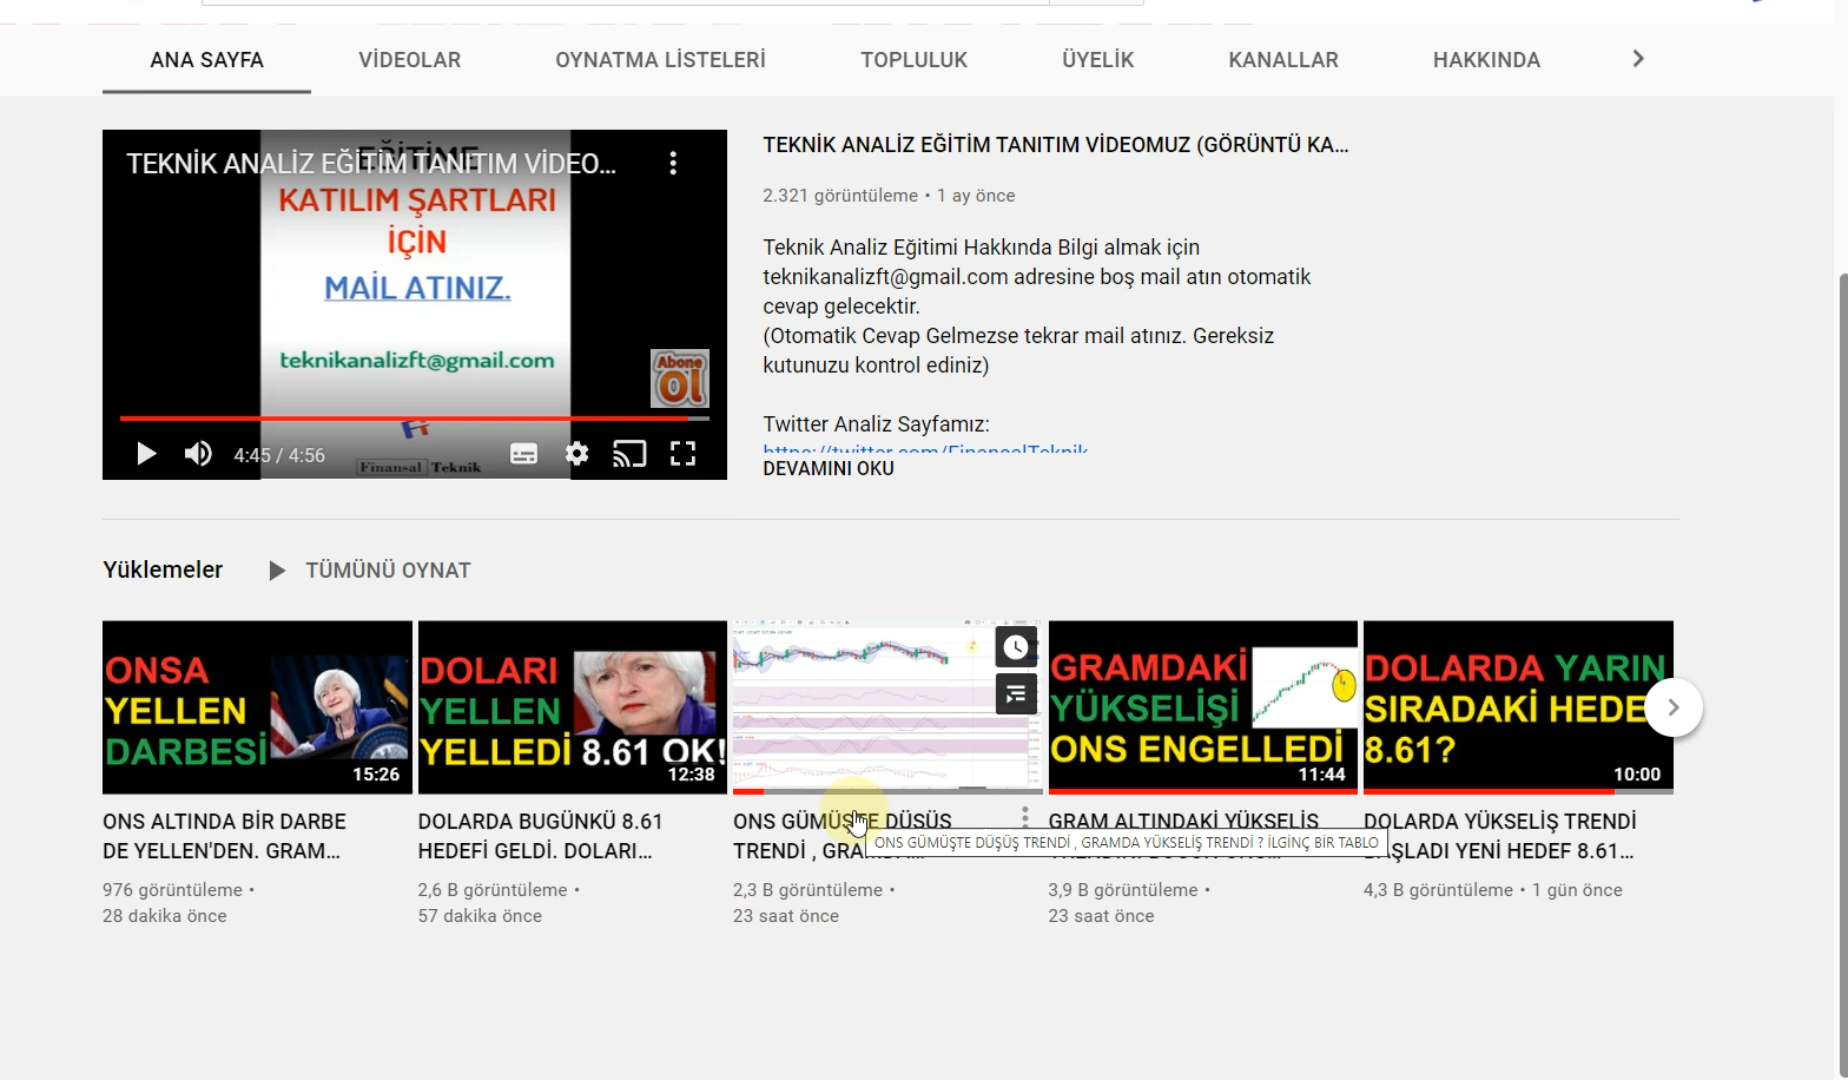 ANA SAYFA
VİDEOLAR
OYNATMA LİSTELERİ
TOPLULUK
ÜYELİK
KANALLAR
HAKKINDA
TEKNİK ANALİZ EĞİTİM TANITIM VİDEO...
EĞİTİME
KATILIM ŞARTLARI
İÇİN
MAİL ATINIZ.
teknikanalizft@gmail.com
Abone
Ol
4:45 / 4:56
Finansal Teknik
TEKNİK ANALİZ EĞİTİM TANITIM VİDEOMUZ (GÖRÜNTÜ KA...
2.321 görüntüleme • 1 ay önce
Teknik Analiz Eğitimi Hakkında Bilgi almak için
teknikanalizft@gmail.com adresine boş mail atın otomatik
cevap gelecektir.
(Otomatik Cevap Gelmezse tekrar mail atınız. Gereksiz
kutunuzu kontrol ediniz)
Twitter Analiz Sayfamız:
https://twitter.com/FinansalTeknik
DEVAMINI OKU
Yüklemeler
TÜMÜNÜ OYNAT
ONSA
YELLEN
DARBESİ
15:26
ONS ALTINDA BİR DARBE
DE YELLEN'DEN. GRAM...
976 görüntüleme •
28 dakika önce
DOLARI
YELLEN
YELLEDİ 8.61 OK!
12:38
DOLARDA BUGÜNKÜ 8.61
HEDEFİ GELDİ. DOLARI...
2,6 B görüntüleme •
57 dakika önce
ONS GÜMÜŞTE DÜŞÜŞ
TRENDİ , GRAMDA...
ONS GÜMÜŞTE DÜŞÜŞ TRENDİ , GRAMDA YÜKSELİŞ TRENDİ ? İLGİNÇ BİR TABLO
2,3 B görüntüleme •
23 saat önce
GRAMDAKİ
YÜKSELİŞİ
ONS ENGELLEDİ
11:44
GRAM ALTINDAKİ YÜKSELİŞ
3,9 B görüntüleme •
23 saat önce
DOLARDA YARIN
SIRADAKİ HEDE
8.61?
10:00
DOLARDA YÜKSELİŞ TRENDİ
BAŞLADI YENİ HEDEF 8.61...
4,3 B görüntüleme • 1 gün önce